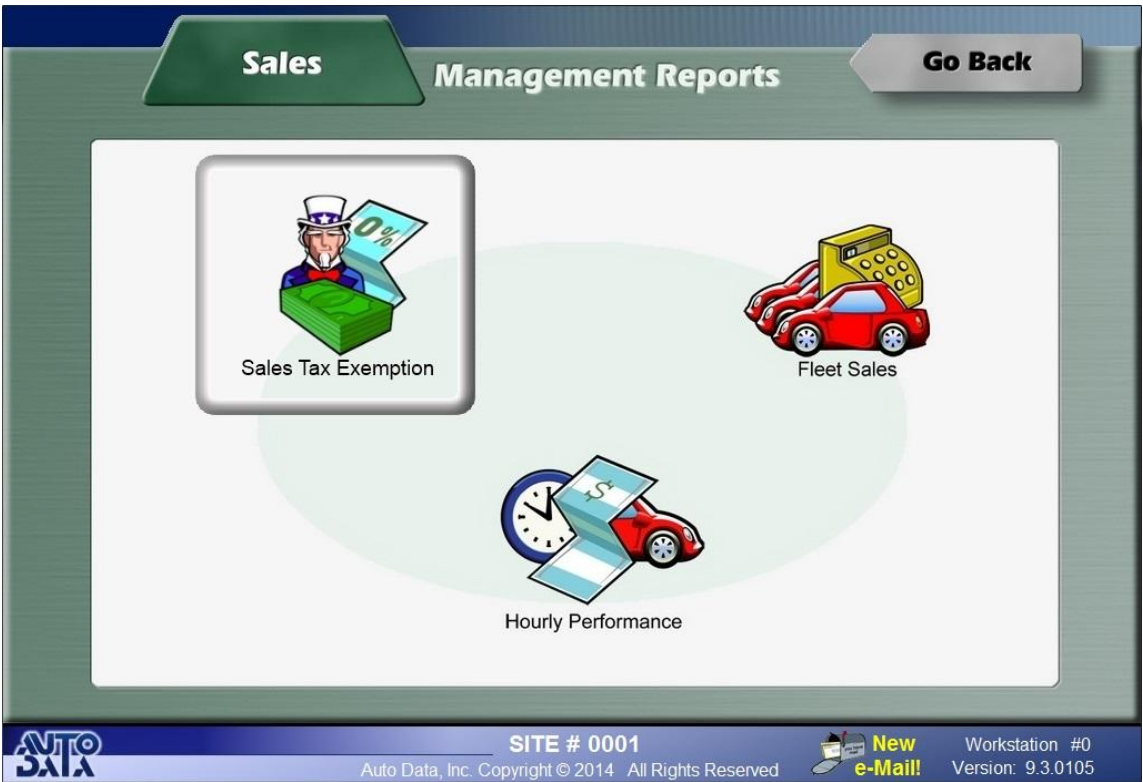 Sales
Management Reports
Go Back
0%
Sales Tax Exemption
Fleet Sales
$
Hourly Performance
AUTO
DATA
SITE # 0001
Auto Data, Inc. Copyright © 2014 All Rights Reserved
New
e-Mail!
Workstation #0
Version: 9.3.0105